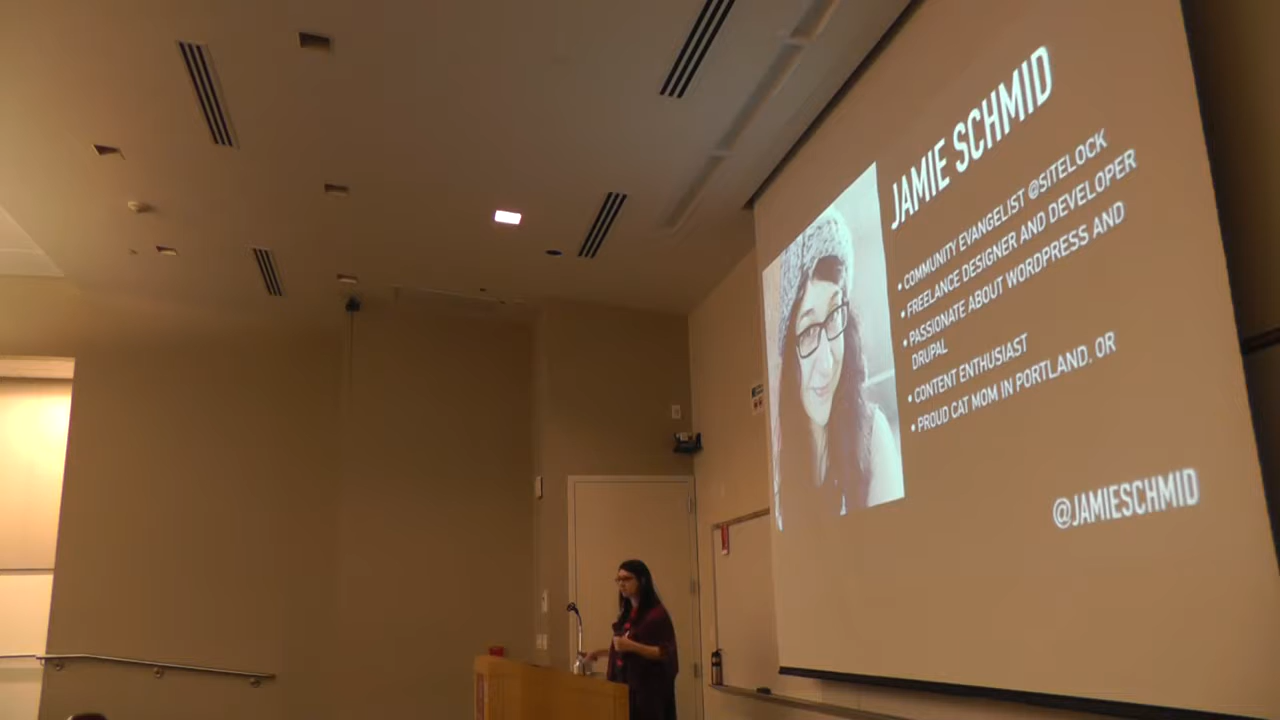 JAMIE SCHMID
• COMMUNITY EVANGELIST @SITELOCK
• FREELANCE DESIGNER AND DEVELOPER
• PASSIONATE ABOUT WORDPRESS AND
DRUPAL
• CONTENT ENTHUSIAST
• PROUD CAT MOM IN PORTLAND, OR
@JAMIESCHMID